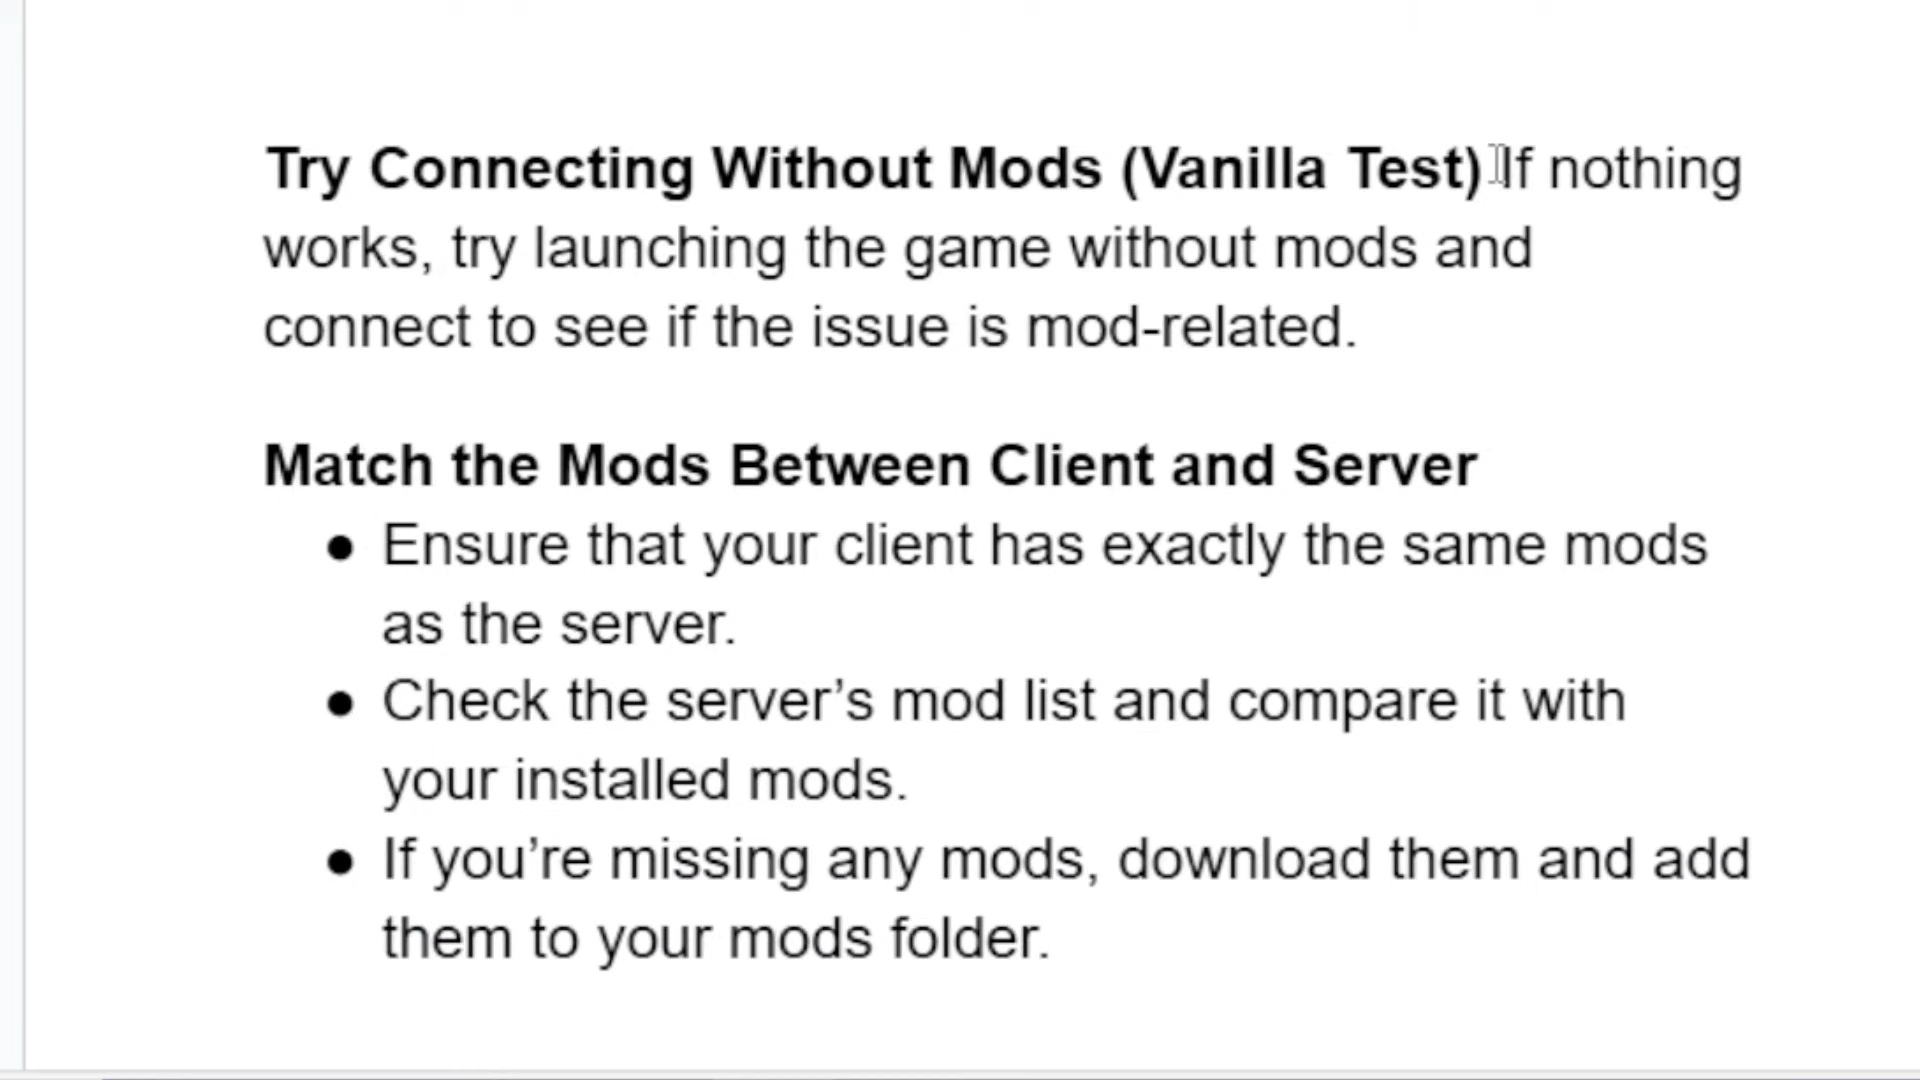 Try Connecting Without Mods (Vanilla Test) If nothing
works, try launching the game without mods and
connect to see if the issue is mod-related.
Match the Mods Between Client and Server
● Ensure that your client has exactly the same mods
as the server.
● Check the server’s mod list and compare it with
your installed mods.
● If you’re missing any mods, download them and add
them to your mods folder.